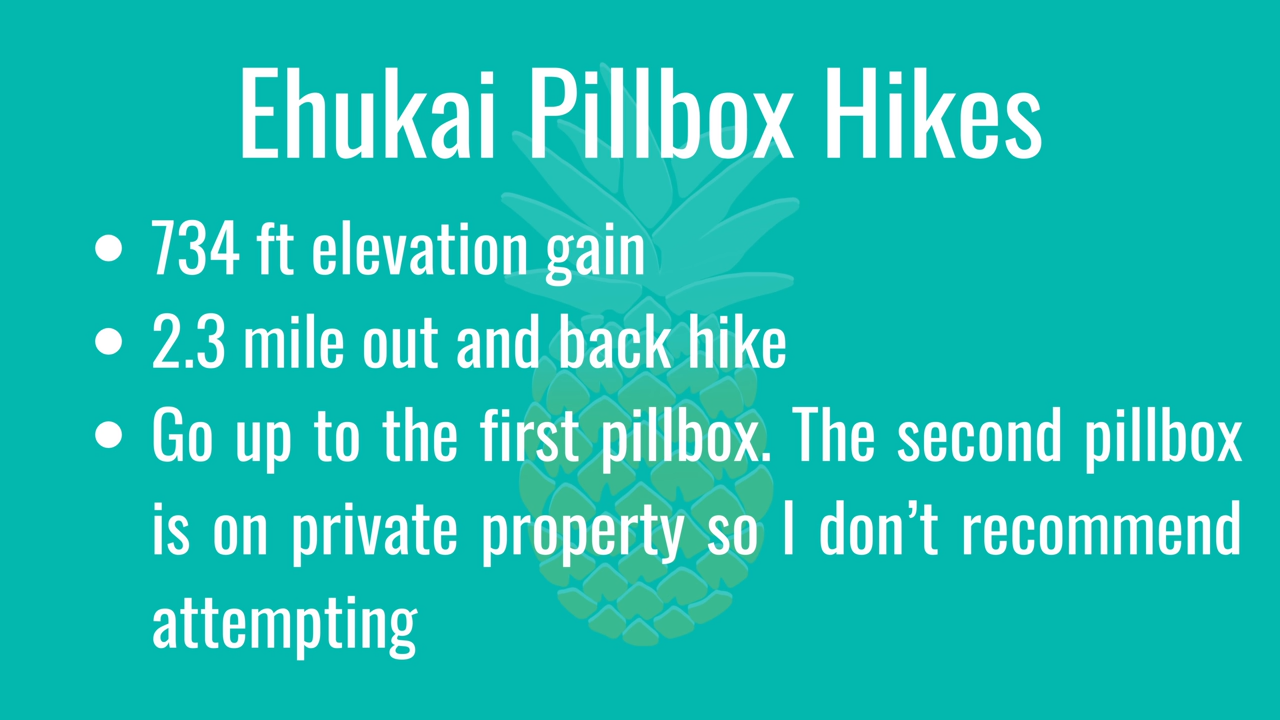 Ehukai Pillbox Hikes
• 734 ft elevation gain
• 2.3 mile out and back hike
• Go up to the first pillbox. The second pillbox
is on private property so I don’t recommend
attempting